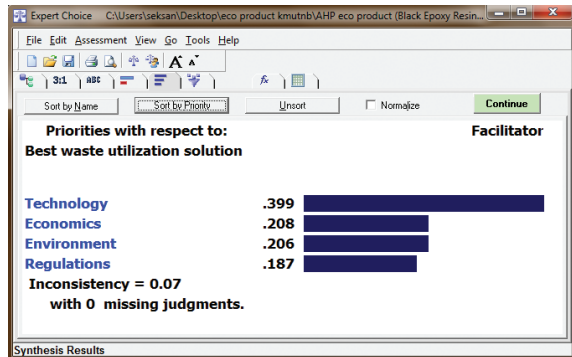 Expert Choice C:\Users\seksan\Desktop\eco product kmutnb\AHP eco product (Black Epoxy Resin...
File Edit Assessment View Go Tools Help
3:1 ABC fx
Sort by Name Sort by Priority Unsort Normalize Continue
Priorities with respect to: Facilitator
Best waste utilization solution
Technology .399
Economics .208
Environment .206
Regulations .187
Inconsistency = 0.07
with 0 missing judgments.
Synthesis Results